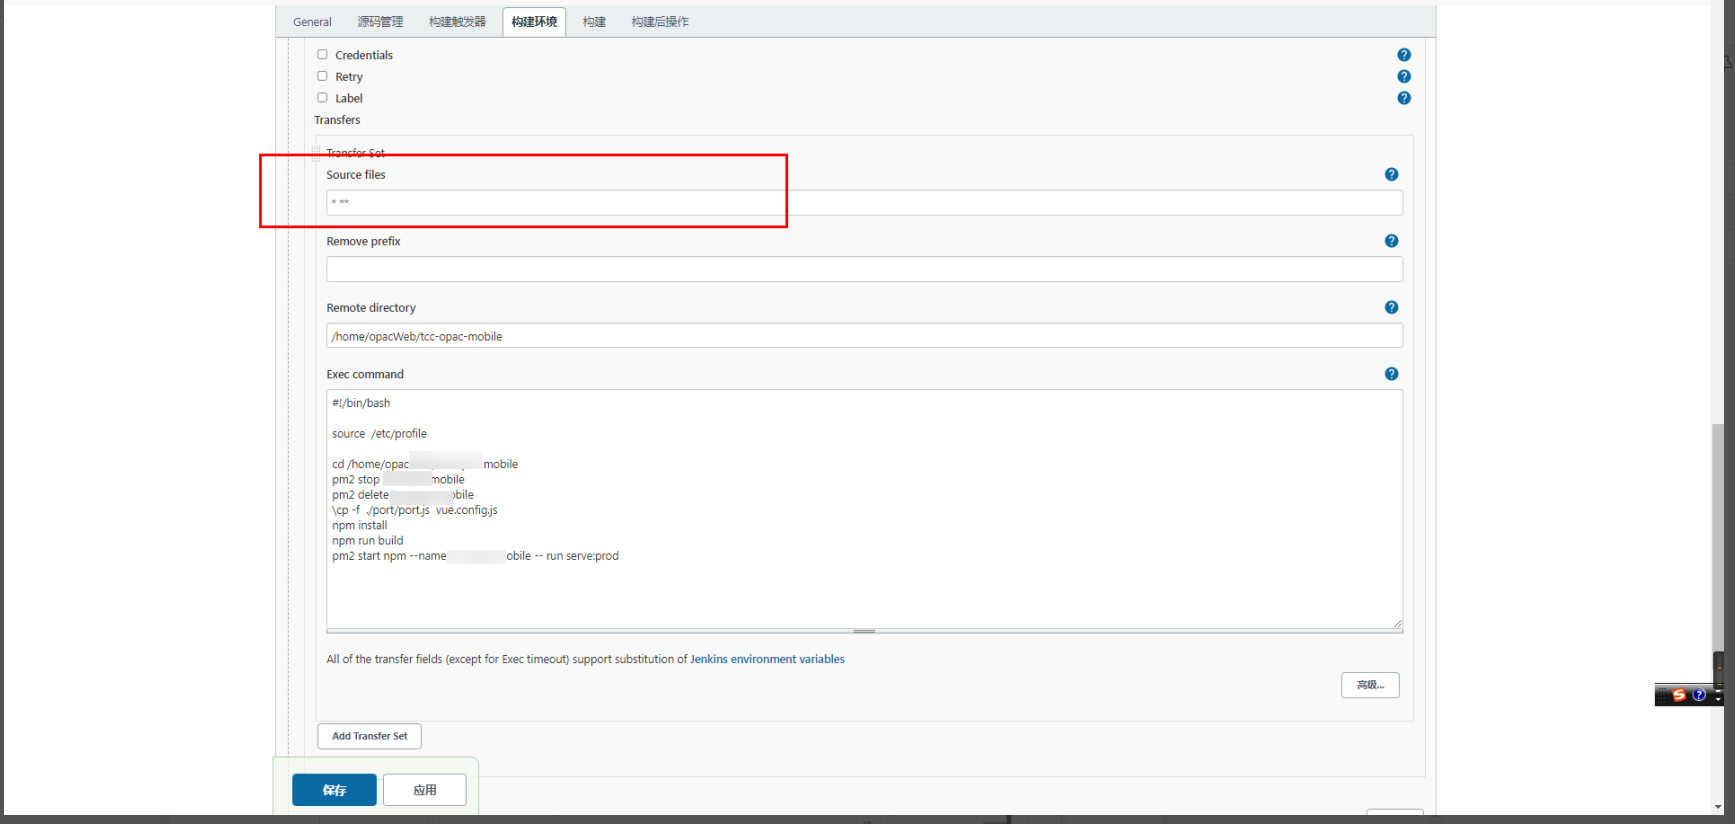 General 源码管理 构建触发器 构建环境 构建 构建后操作
Credentials
Retry
Label
Transfers
Transfer Set
Source files
* **
Remove prefix
Remote directory
/home/opacWeb/tcc-opac-mobile
Exec command
#!/bin/bash
source /etc/profile
cd /home/opac mobile
pm2 stop mobile
pm2 delete obile
\cp -f ./port/port.js vue.config.js
npm install
npm run build
pm2 start npm --name obile -- run serve:prod
All of the transfer fields (except for Exec timeout) support substitution of Jenkins environment variables
高级...
Add Transfer Set
保存 应用